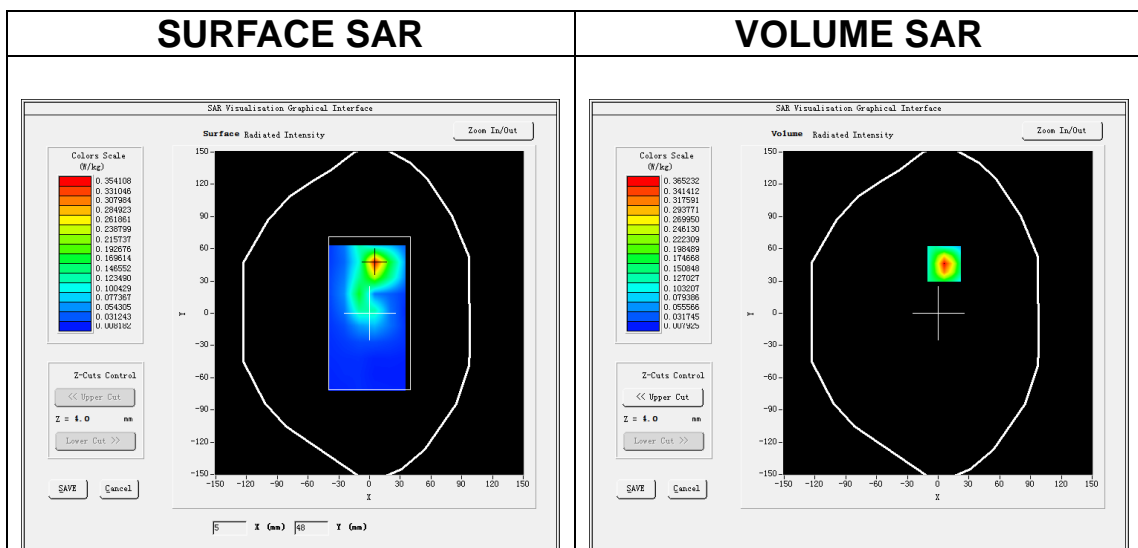 SURFACE SAR
VOLUME SAR
SAR Visualisation Graphical Interface
Surface Radiated Intensity
Zoom In/Out
Colors Scale
(W/kg)
0.354108
0.331046
0.307984
0.284923
0.261861
0.238799
0.215737
0.192676
0.169614
0.146552
0.123490
0.100429
0.077367
0.054305
0.031243
0.008182
150
120
90
60
30
0
-30
-60
-90
-120
-150
Y
-150 -120 -90 -60 -30 0 30 60 90 120 150
X
Z-Cuts Control
<< Upper Cut
Z = 4.0 mm
Lower Cut >>
SAVE Cancel
5 X (mm) 48 Y (mm)
SAR Visualisation Graphical Interface
Volume Radiated Intensity
Zoom In/Out
Colors Scale
(W/kg)
0.365232
0.341412
0.317591
0.293771
0.269950
0.246130
0.222309
0.198489
0.174668
0.150848
0.127027
0.103207
0.079386
0.055566
0.031745
0.007925
150
120
90
60
30
0
-30
-60
-90
-120
-150
Y
-150 -120 -90 -60 -30 0 30 60 90 120 150
X
Z-Cuts Control
<< Upper Cut
Z = 4.0 mm
Lower Cut >>
SAVE Cancel